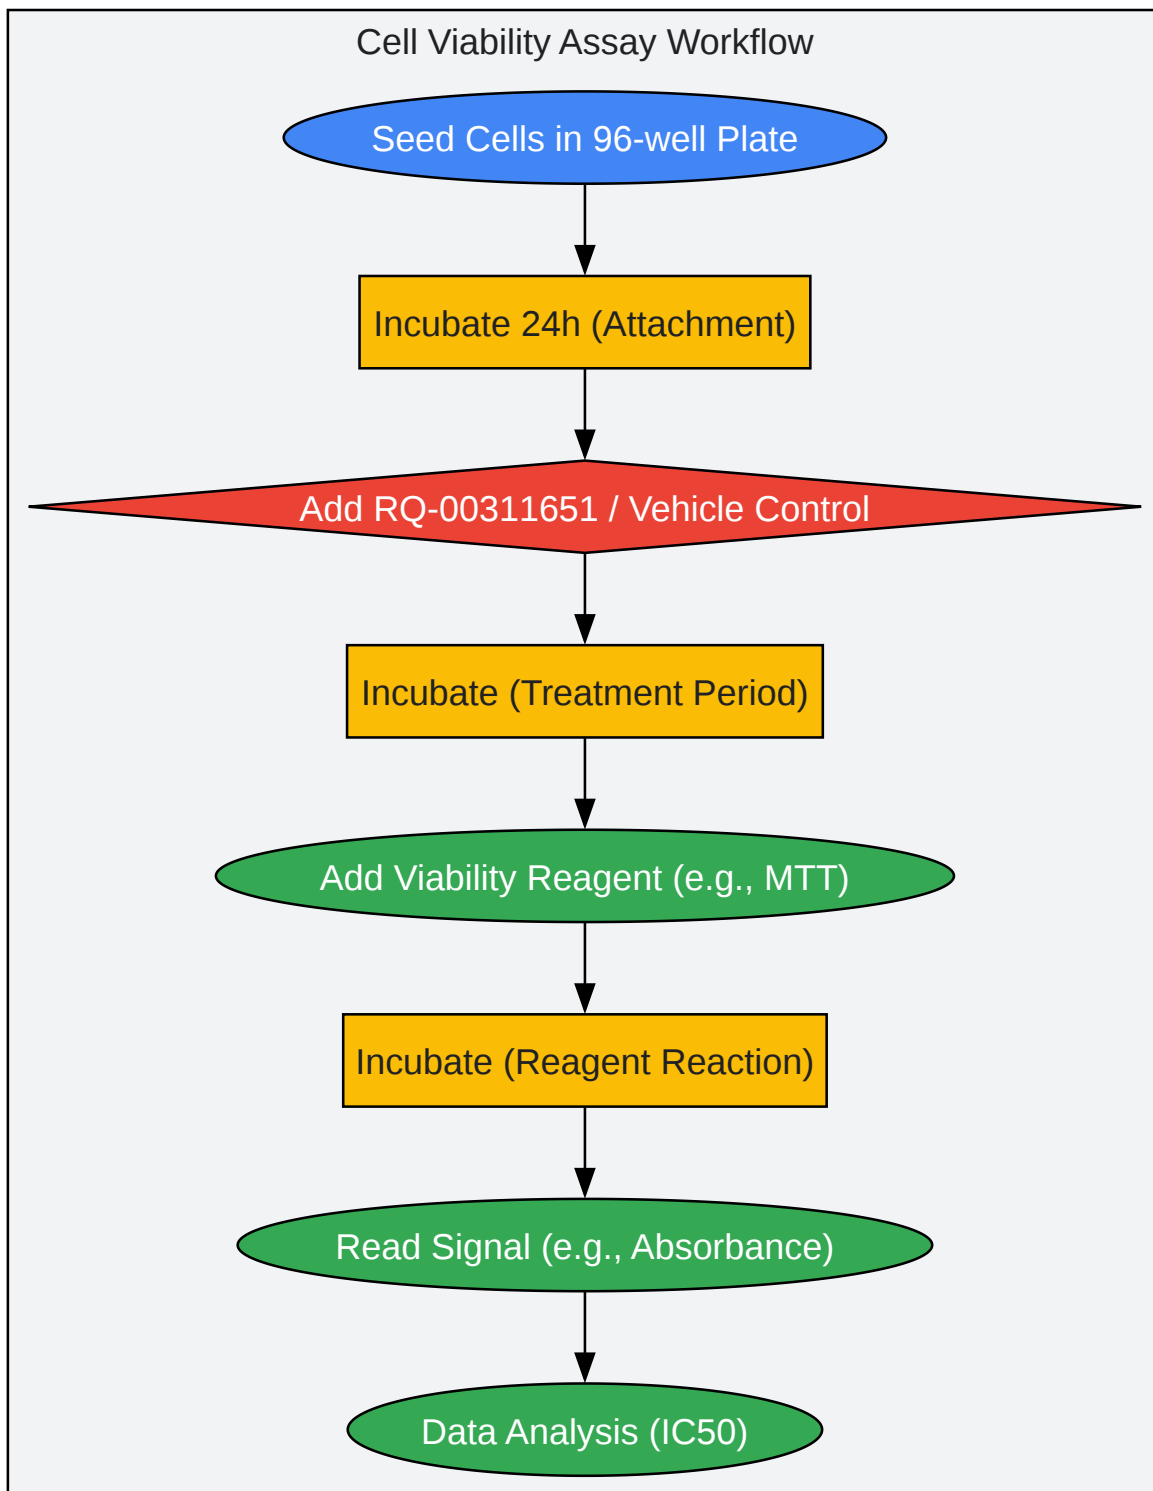 Cell Viability Assay Workflow
Seed Cells in 96-well Plate
Incubate 24h (Attachment)
Add RQ-00311651 / Vehicle Control
Incubate (Treatment Period)
Add Viability Reagent (e.g., MTT)
Incubate (Reagent Reaction)
Read Signal (e.g., Absorbance)
Data Analysis (IC50)